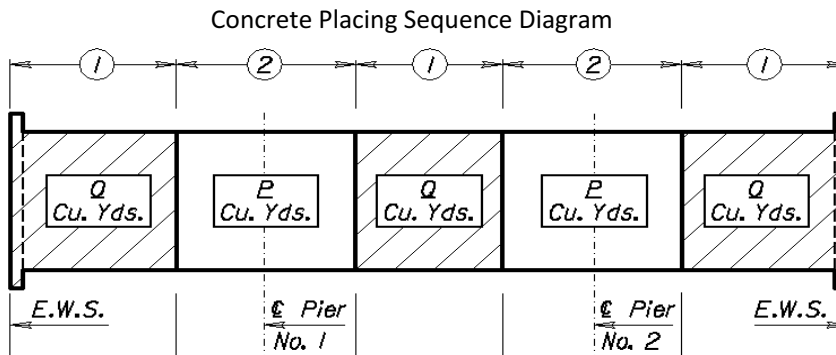 Concrete Placing Sequence Diagram
1 2 1 2 1
Q P Q P Q
Cu. Yds. Cu. Yds. Cu. Yds. Cu. Yds. Cu. Yds.
E.W.S. ℄ Pier ℄ Pier E.W.S.
No. 1 No. 2